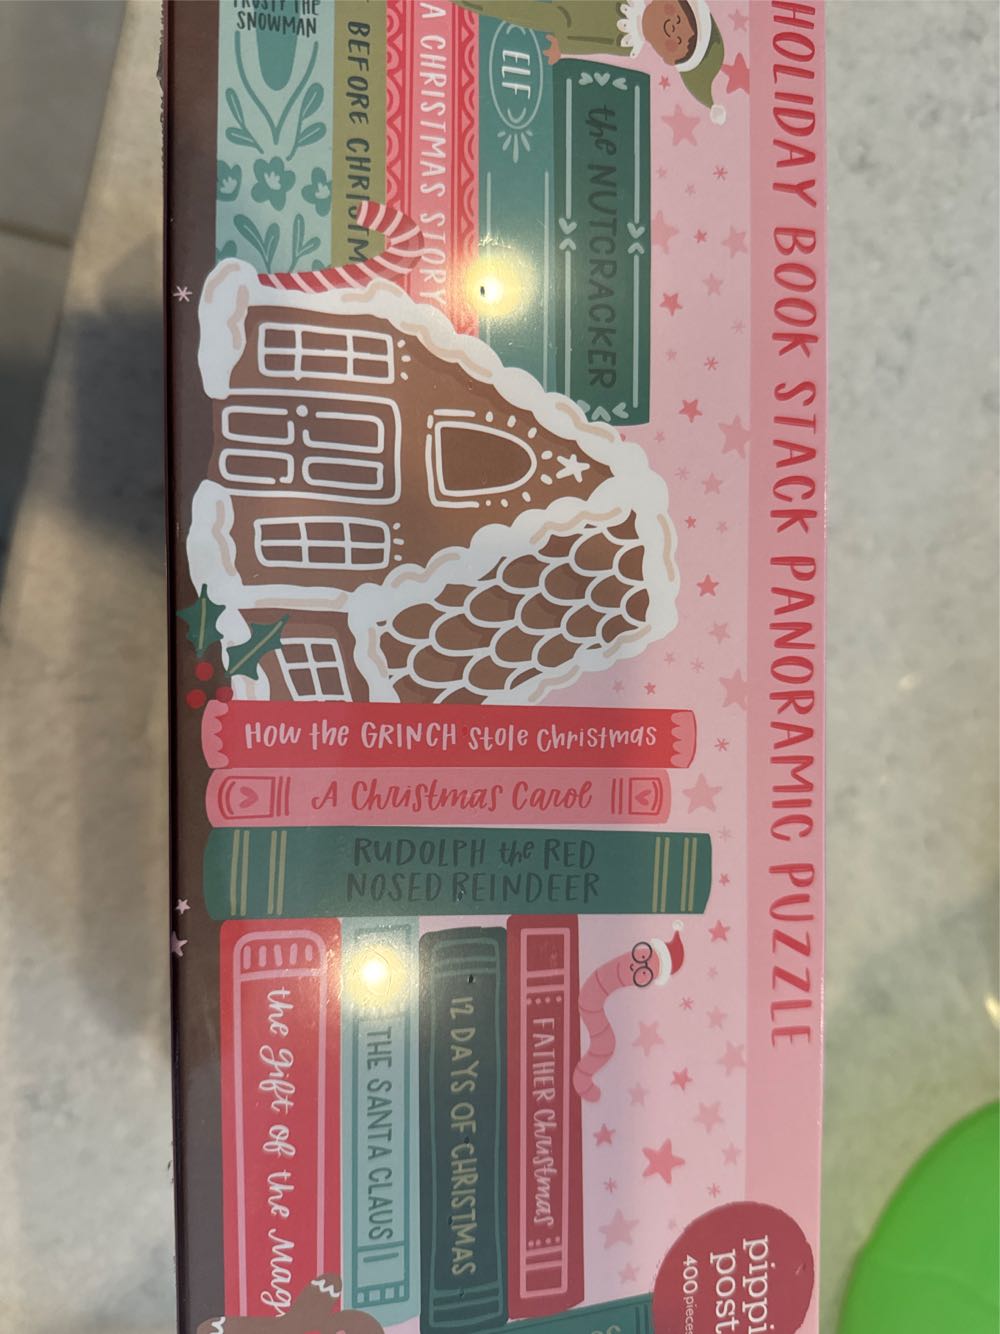 HOLIDAY BOOK STACK PANORAMIC PUZZLE
the NUTCRACKER
ELF
A CHRISTMAS STORY
BEFORE CHRISTM
FROSTY THE
SNOWMAN
HOW the GRINCH Stole Christmas
A Christmas Carol
RUDOLPH the RED
NOSED REINDEER
FATHER Christmas
12 DAYS OF CHRISTMAS
THE SANTA CLAUS
the gift of the Magi
pippi
post
400 pieces